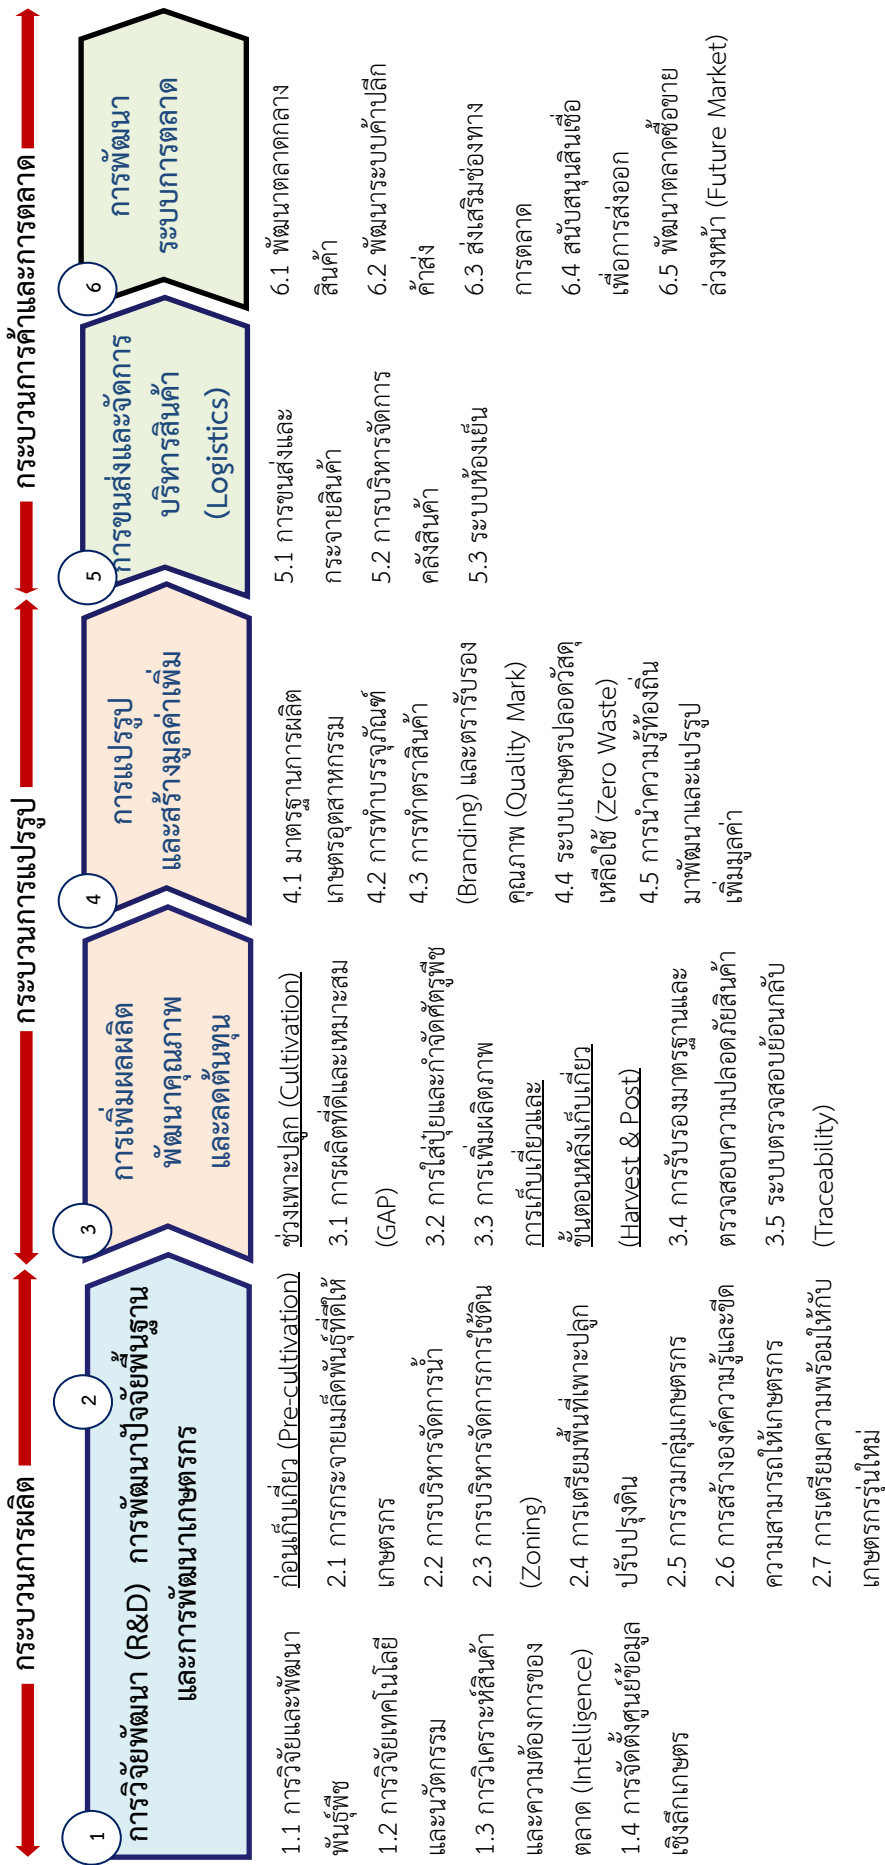 กระบวนการผลิต
กระบวนการแปรรูป
กระบวนการค้าและการตลาด
1
การวิจัยพัฒนา (R&D)
2
การพัฒนาปัจจัยพื้นฐาน
และการพัฒนาเกษตรกร
3
การเพิ่มผลผลิต
พัฒนาคุณภาพ
และลดต้นทุน
4
การแปรรูป
และสร้างมูลค่าเพิ่ม
5
การขนส่งและจัดการ
บริหารสินค้า
(Logistics)
6
การพัฒนา
ระบบการตลาด
1.1 การวิจัยและพัฒนา
พันธุ์พืช
1.2 การวิจัยเทคโนโลยี
และนวัตกรรม
1.3 การวิเคราะห์สินค้า
และความต้องการของ
ตลาด (Intelligence)
1.4 การจัดตั้งศูนย์ข้อมูล
เชิงลึกเกษตร
ก่อนเก็บเกี่ยว (Pre-cultivation)
2.1 การกระจายเมล็ดพันธุ์ที่ดีให้
เกษตรกร
2.2 การบริหารจัดการน้ำ
2.3 การบริหารจัดการการใช้ดิน
(Zoning)
2.4 การเตรียมพื้นที่เพาะปลูก
ปรับปรุงดิน
2.5 การรวมกลุ่มเกษตรกร
2.6 การสร้างองค์ความรู้และขีด
ความสามารถให้เกษตรกร
2.7 การเตรียมความพร้อมให้กับ
เกษตรกรรุ่นใหม่
ช่วงเพาะปลูก (Cultivation)
3.1 การผลิตที่ดีและเหมาะสม
(GAP)
3.2 การใส่ปุ๋ยและกำจัดศัตรูพืช
3.3 การเพิ่มผลิตภาพ
การเก็บเกี่ยวและ
ขั้นตอนหลังเก็บเกี่ยว
(Harvest & Post)
3.4 การรับรองมาตรฐานและ
ตรวจสอบความปลอดภัยสินค้า
3.5 ระบบตรวจสอบย้อนกลับ
(Traceability)
4.1 มาตรฐานการผลิต
เกษตรอุตสาหกรรม
4.2 การทำบรรจุภัณฑ์
4.3 การทำตราสินค้า
(Branding) และตรารับรอง
คุณภาพ (Quality Mark)
4.4 ระบบเกษตรปลอดวัสดุ
เหลือใช้ (Zero Waste)
4.5 การนำความรู้ท้องถิ่น
มาพัฒนาและแปรรูป
เพิ่มมูลค่า
5.1 การขนส่งและ
กระจายสินค้า
5.2 การบริหารจัดการ
คลังสินค้า
5.3 ระบบห้องเย็น
6.1 พัฒนาตลาดกลาง
สินค้า
6.2 พัฒนาระบบค้าปลีก
ค้าส่ง
6.3 ส่งเสริมช่องทาง
การตลาด
6.4 สนับสนุนสินเชื่อ
เพื่อการส่งออก
6.5 พัฒนาตลาดซื้อขาย
ล่วงหน้า (Future Market)